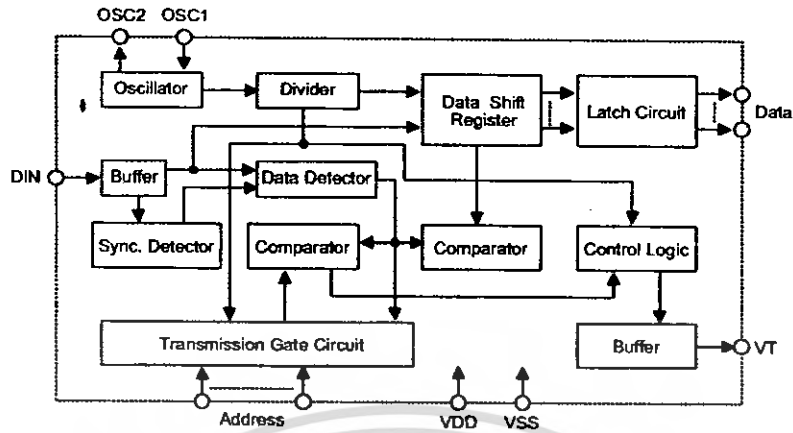 OSC2 OSC1
Oscillator
Divider
Data Shift
Register
Latch Circuit
Data
DIN
Buffer
Data Detector
Sync. Detector
Comparator
Comparator
Control Logic
Transmission Gate Circuit
Buffer
VT
Address
VDD
VSS